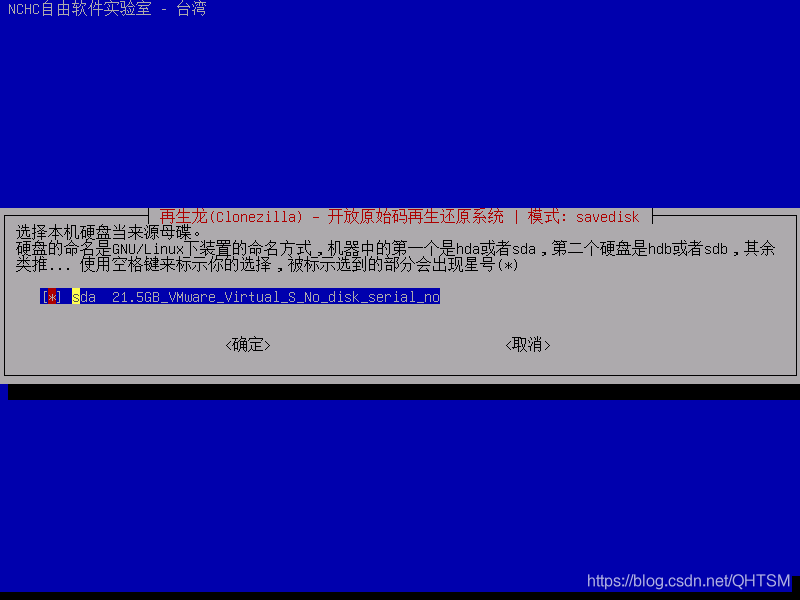 NCHC自由软件实验室 - 台湾
再生龙(Clonezilla) - 开放原始码再生还原系统 | 模式: savedisk
选择本机硬盘当来源母碟。
硬盘的命名是GNU/Linux下装置的命名方式,机器中的第一个是hda或者sda,第二个硬盘是hdb或者sdb,其余
类推... 使用空格键来标示你的选择,被标示选到的部分会出现星号(*)
[*] sda 21.5GB_VMware_Virtual_S_No_disk_serial_no
<确定> <取消>
https://blog.csdn.net/QHTSM